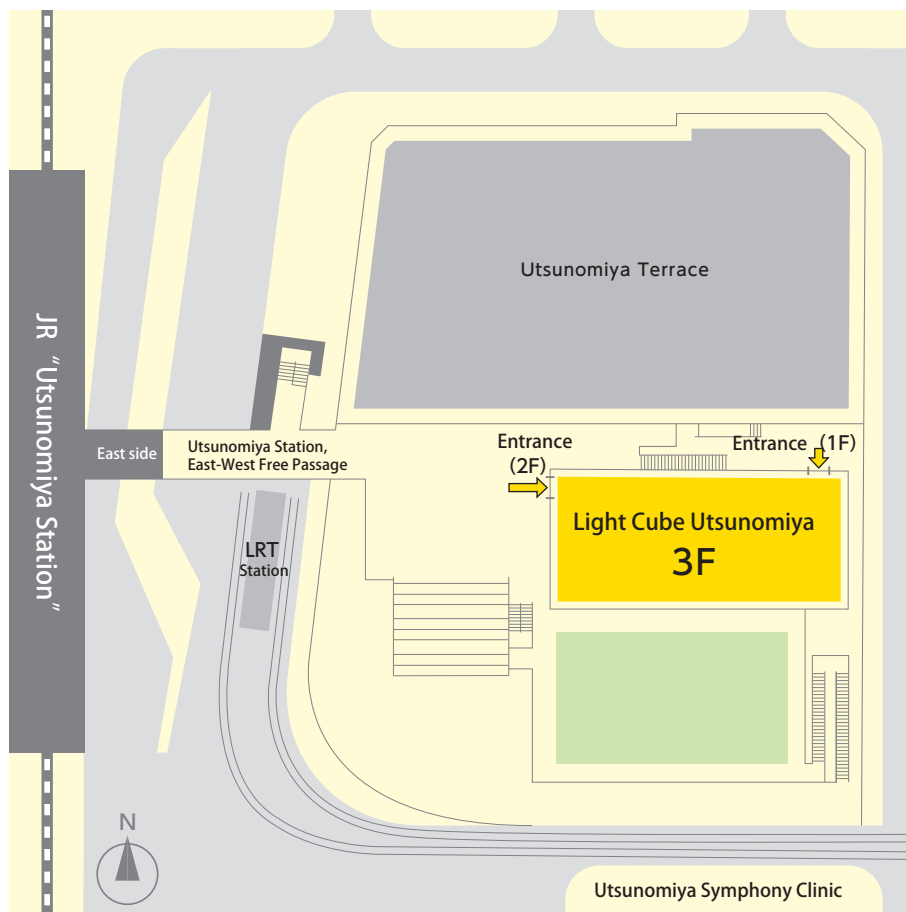 Utsunomiya Terrace
JR “Utsunomiya Station”
East side
Utsunomiya Station,
East-West Free Passage
Entrance
(2F)
Entrance (1F)
Light Cube Utsunomiya
3F
LRT
Station
N
Utsunomiya Symphony Clinic